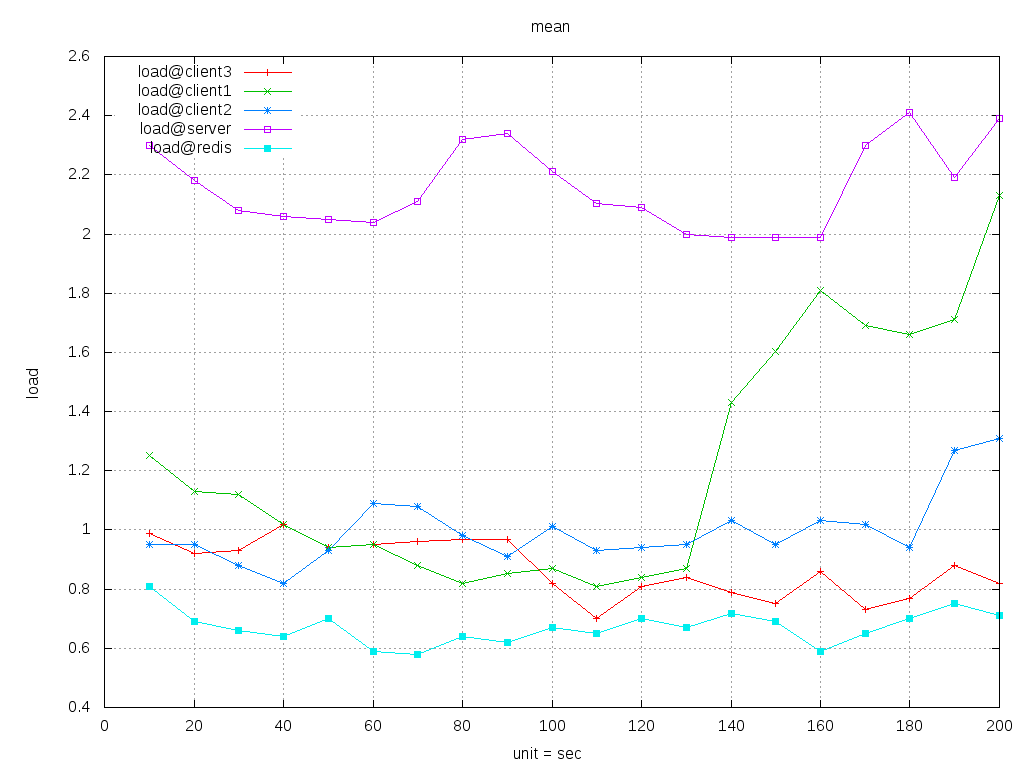 mean
2.6
2.4
2.2
2
1.8
1.6
1.4
1.2
1
0.8
0.6
0.4
load
load@client3
load@client1
load@client2
load@server
load@redis
0 20 40 60 80 100 120 140 160 180 200
unit = sec